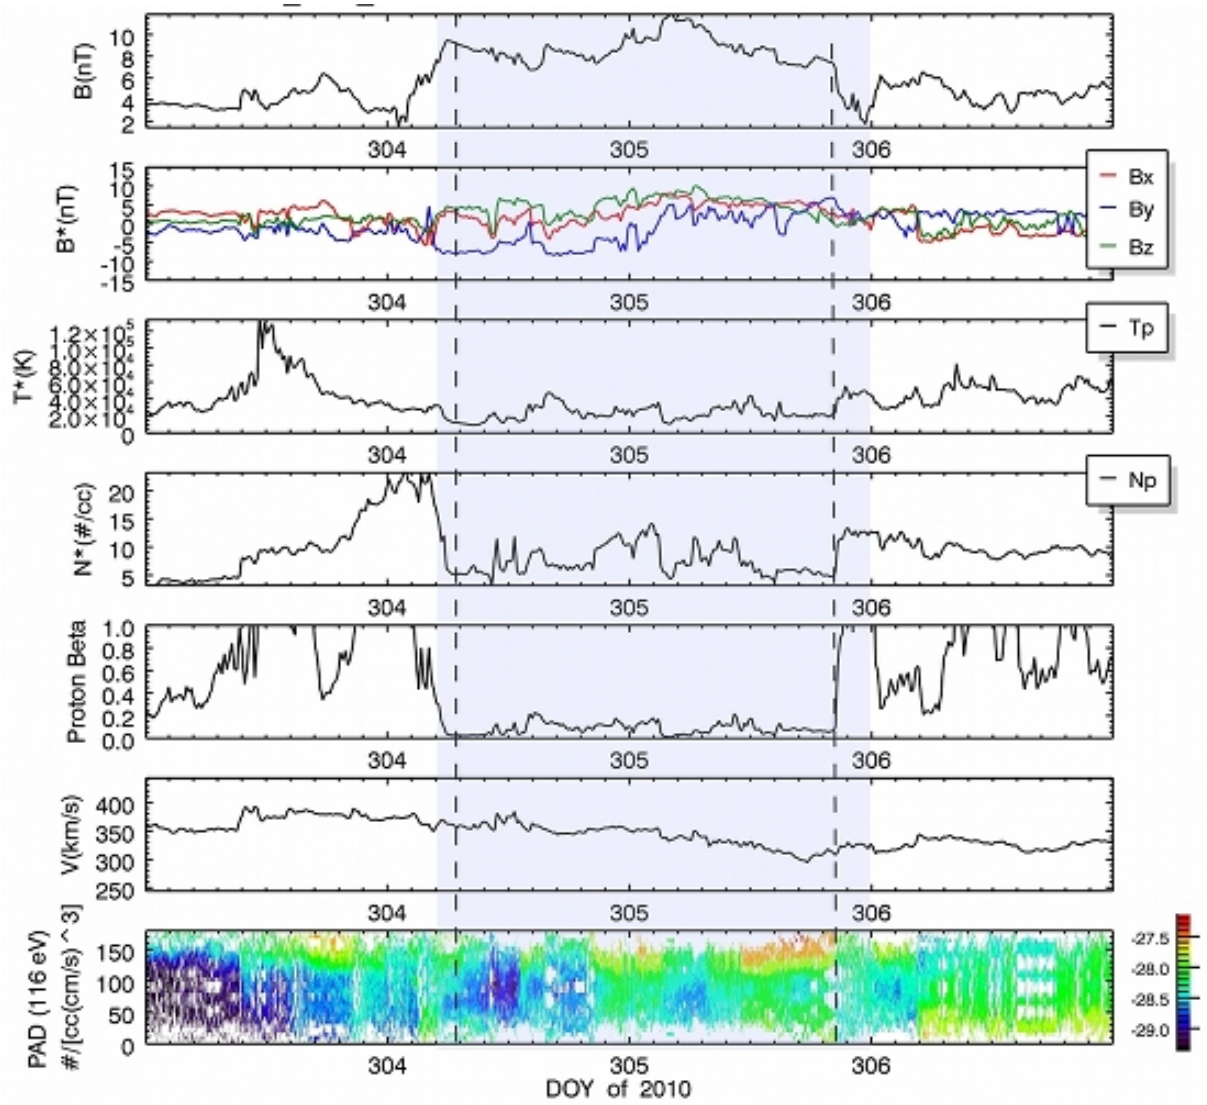 B(nT)
10
8
6
4
2
304 305 306
B*(nT)
15
10
5
0
-5
-10
-15
Bx
By
Bz
304 305 306
T*(K)
1.2×10⁵
1.0×10⁵
8.0×10⁴
6.0×10⁴
4.0×10⁴
2.0×10⁴
0
Tp
304 305 306
N*(#/cc)
20
15
10
5
Np
304 305 306
Proton Beta
1.0
0.8
0.6
0.4
0.2
0.0
304 305 306
V(km/s)
400
350
300
250
304 305 306
PAD (116 eV)
#/[cc(cm/s)^3]
150
100
50
0
-27.5
-28.0
-28.5
-29.0
304 305 306
DOY of 2010